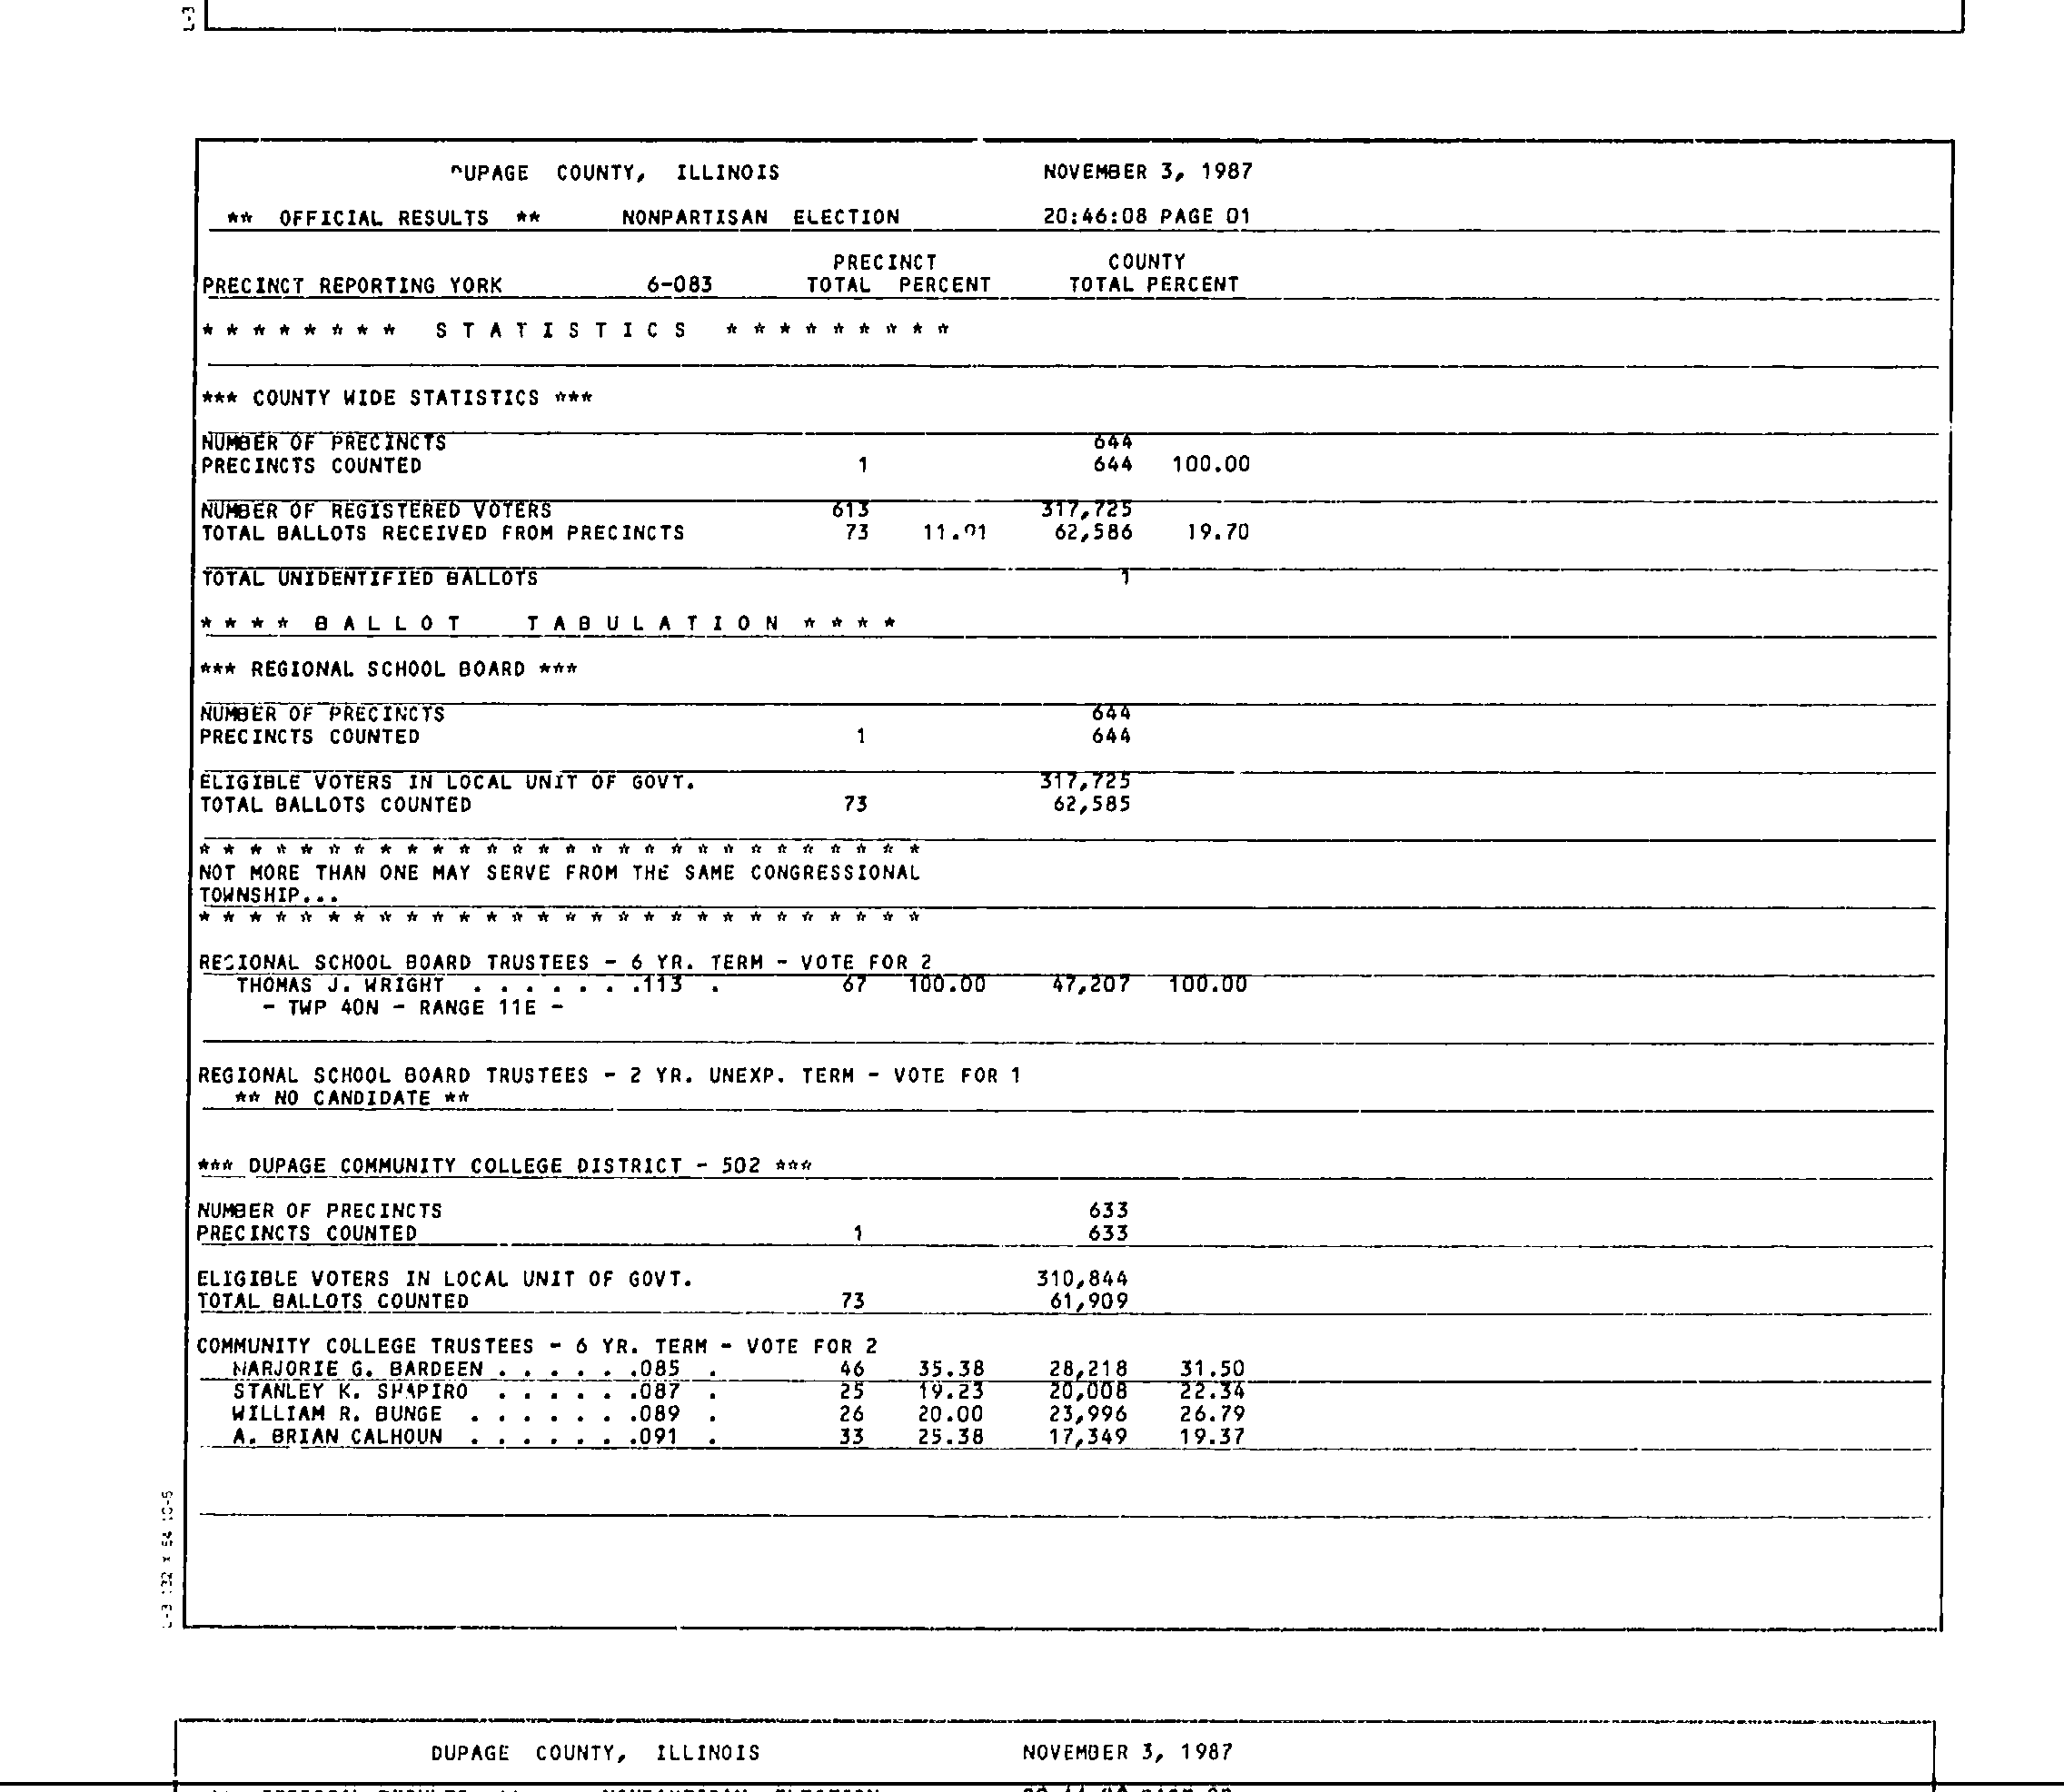 L-3
DUPAGE COUNTY, ILLINOIS NOVEMBER 3, 1987
** OFFICIAL RESULTS ** NONPARTISAN ELECTION 20:46:08 PAGE 01
PRECINCT COUNTY
PRECINCT REPORTING YORK 6-083 TOTAL PERCENT TOTAL PERCENT
* * * * * * * * S T A T I S T I C S * * * * * * * * *
*** COUNTY WIDE STATISTICS ***
NUMBER OF PRECINCTS 644
PRECINCTS COUNTED 1 644 100.00
NUMBER OF REGISTERED VOTERS 613 317,725
TOTAL BALLOTS RECEIVED FROM PRECINCTS 73 11.91 62,586 19.70
TOTAL UNIDENTIFIED BALLOTS 1
* * * * B A L L O T T A B U L A T I O N * * * *
*** REGIONAL SCHOOL BOARD ***
NUMBER OF PRECINCTS 644
PRECINCTS COUNTED 1 644
ELIGIBLE VOTERS IN LOCAL UNIT OF GOVT. 317,725
TOTAL BALLOTS COUNTED 73 62,585
* * * * * * * * * * * * * * * * * * * * * * * * * * * *
NOT MORE THAN ONE MAY SERVE FROM THE SAME CONGRESSIONAL
TOWNSHIP...
* * * * * * * * * * * * * * * * * * * * * * * * * * * *
REGIONAL SCHOOL BOARD TRUSTEES - 6 YR. TERM - VOTE FOR 2
THOMAS J. WRIGHT . . . . . . .113 . 67 100.00 47,207 100.00
- TWP 40N - RANGE 11E -
REGIONAL SCHOOL BOARD TRUSTEES - 2 YR. UNEXP. TERM - VOTE FOR 1
** NO CANDIDATE **
*** DUPAGE COMMUNITY COLLEGE DISTRICT - 502 ***
NUMBER OF PRECINCTS 633
PRECINCTS COUNTED 1 633
ELIGIBLE VOTERS IN LOCAL UNIT OF GOVT. 310,844
TOTAL BALLOTS COUNTED 73 61,909
COMMUNITY COLLEGE TRUSTEES - 6 YR. TERM - VOTE FOR 2
MARJORIE G. BARDEEN . . . . . .085 . 46 35.38 28,218 31.50
STANLEY K. SHAPIRO . . . . . .087 . 25 19.23 20,008 22.34
WILLIAM R. BUNGE . . . . . . .089 . 26 20.00 23,996 26.79
A. BRIAN CALHOUN . . . . . . .091 . 33 25.38 17,349 19.37
DUPAGE COUNTY, ILLINOIS NOVEMBER 3, 1987